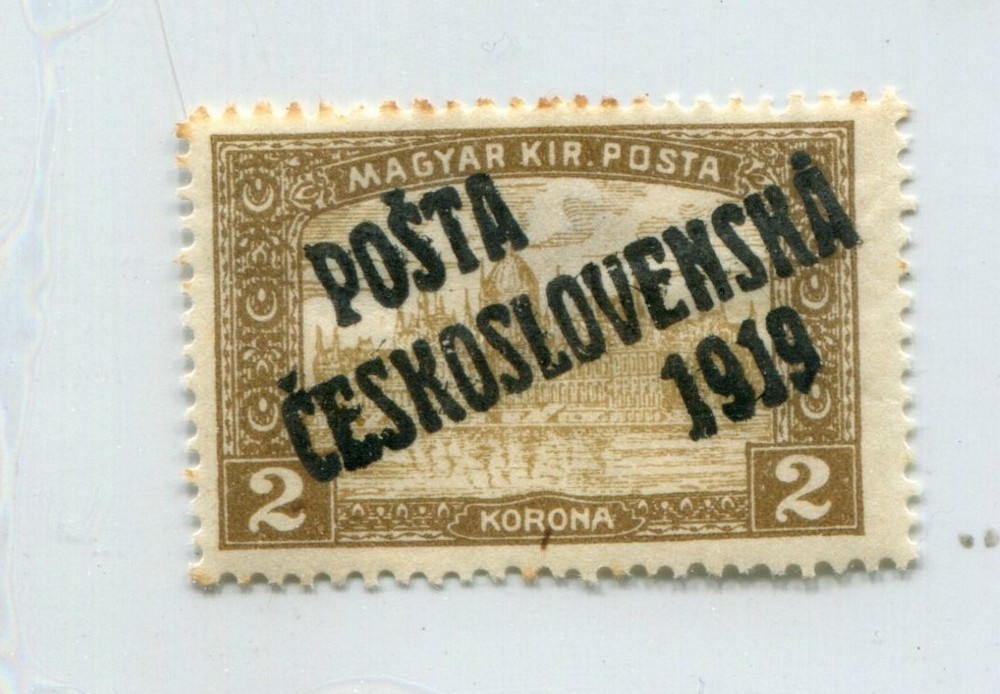 MAGYAR KIR. POSTA
POŠTA
ČESKOSLOVENSKÁ
1919
2
KORONA
2